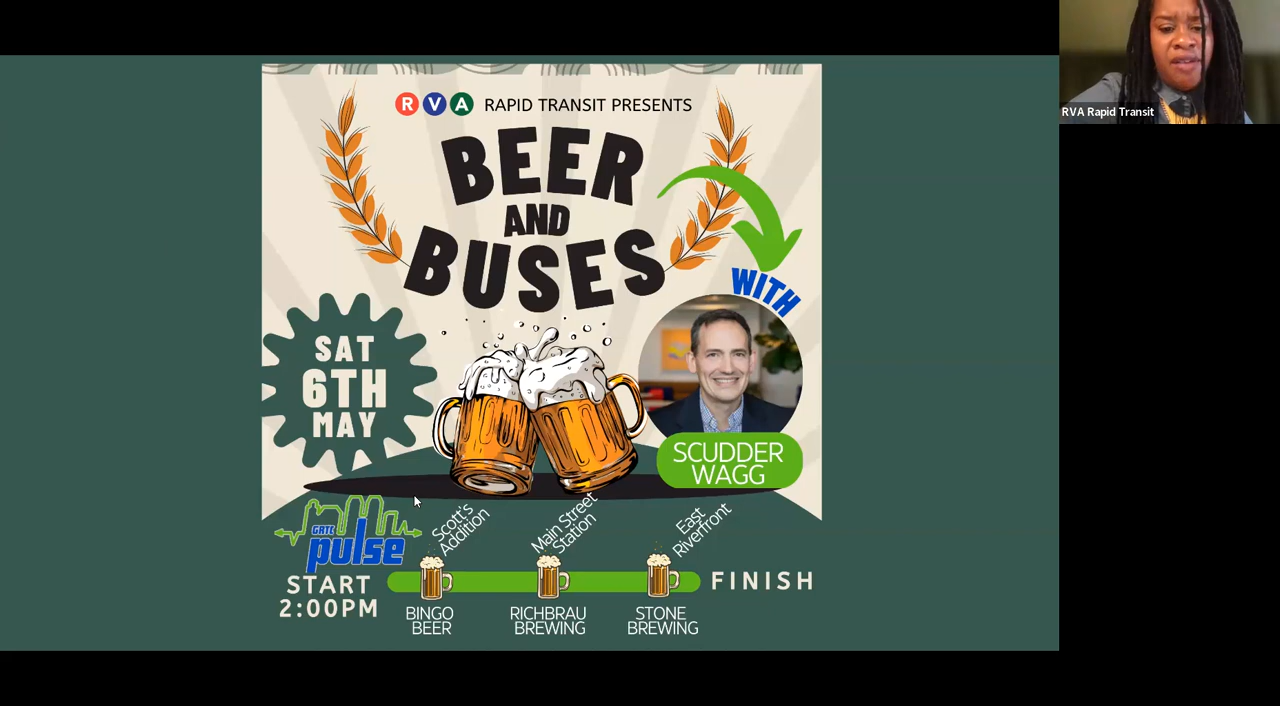 RVA Rapid Transit
R V A RAPID TRANSIT PRESENTS
BEER
AND
BUSES
WITH
SCUDDER
WAGG
SAT
6TH
MAY
GRTC
pulse
START
2:00PM
Scott's
Addition
Main Street
Station
East
Riverfront
BINGO
BEER
RICHBRAU
BREWING
STONE
BREWING
FINISH